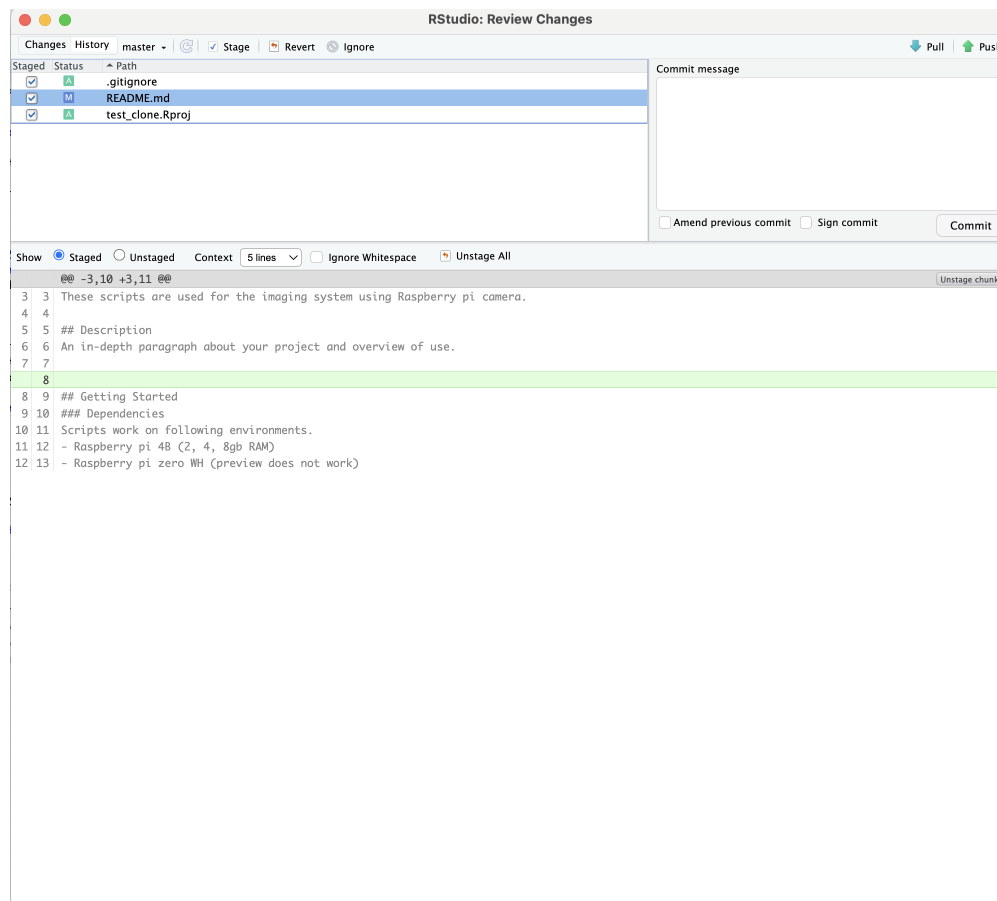 RStudio: Review Changes
Changes History master Stage Revert Ignore Pull Pus
Staged Status Path
A .gitignore
M README.md
A test_clone.Rproj
Commit message
Amend previous commit Sign commit Commit
Show Staged Unstaged Context 5 lines Ignore Whitespace Unstage All
@@ -3,10 +3,11 @@ Unstage chunk
3 3 These scripts are used for the imaging system using Raspberry pi camera.
4 4
5 5 ## Description
6 6 An in-depth paragraph about your project and overview of use.
7 7
8
8 9 ## Getting Started
9 10 ### Dependencies
10 11 Scripts work on following environments.
11 12 - Raspberry pi 4B (2, 4, 8gb RAM)
12 13 - Raspberry pi zero WH (preview does not work)